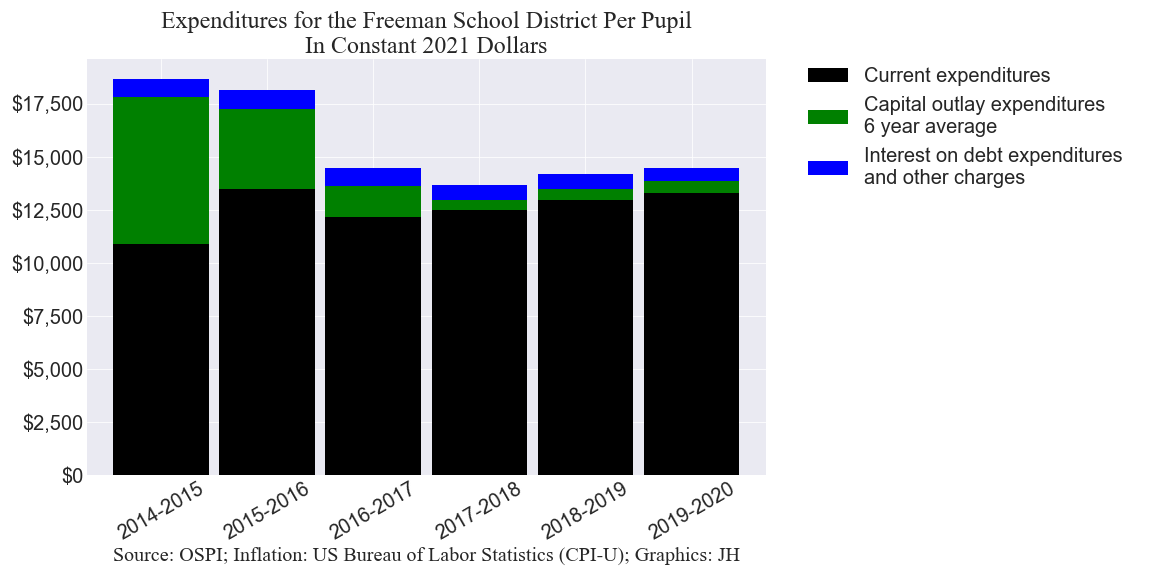 Expenditures for the Freeman School District Per Pupil
In Constant 2021 Dollars
$17,500
$15,000
$12,500
$10,000
$7,500
$5,000
$2,500
$0
2014-2015
2015-2016
2016-2017
2017-2018
2018-2019
2019-2020
Current expenditures
Capital outlay expenditures
6 year average
Interest on debt expenditures
and other charges
Source: OSPI; Inflation: US Bureau of Labor Statistics (CPI-U); Graphics: JH